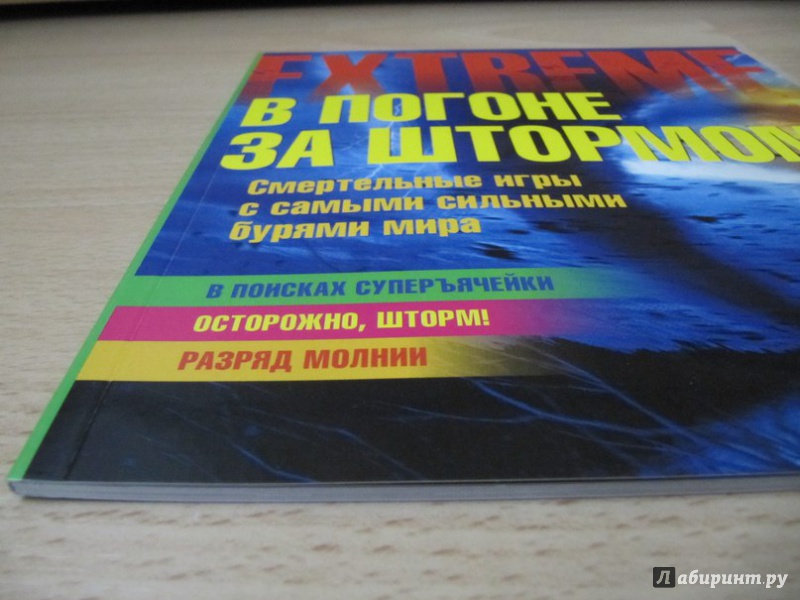 EXTREME
В ПОГОНЕ
ЗА ШТОРМОМ
Смертельные игры
с самыми сильными
бурями мира
В ПОИСКАХ СУПЕРЪЯЧЕЙКИ
ОСТОРОЖНО, ШТОРМ!
РАЗРЯД МОЛНИИ
Лабиринт.ру